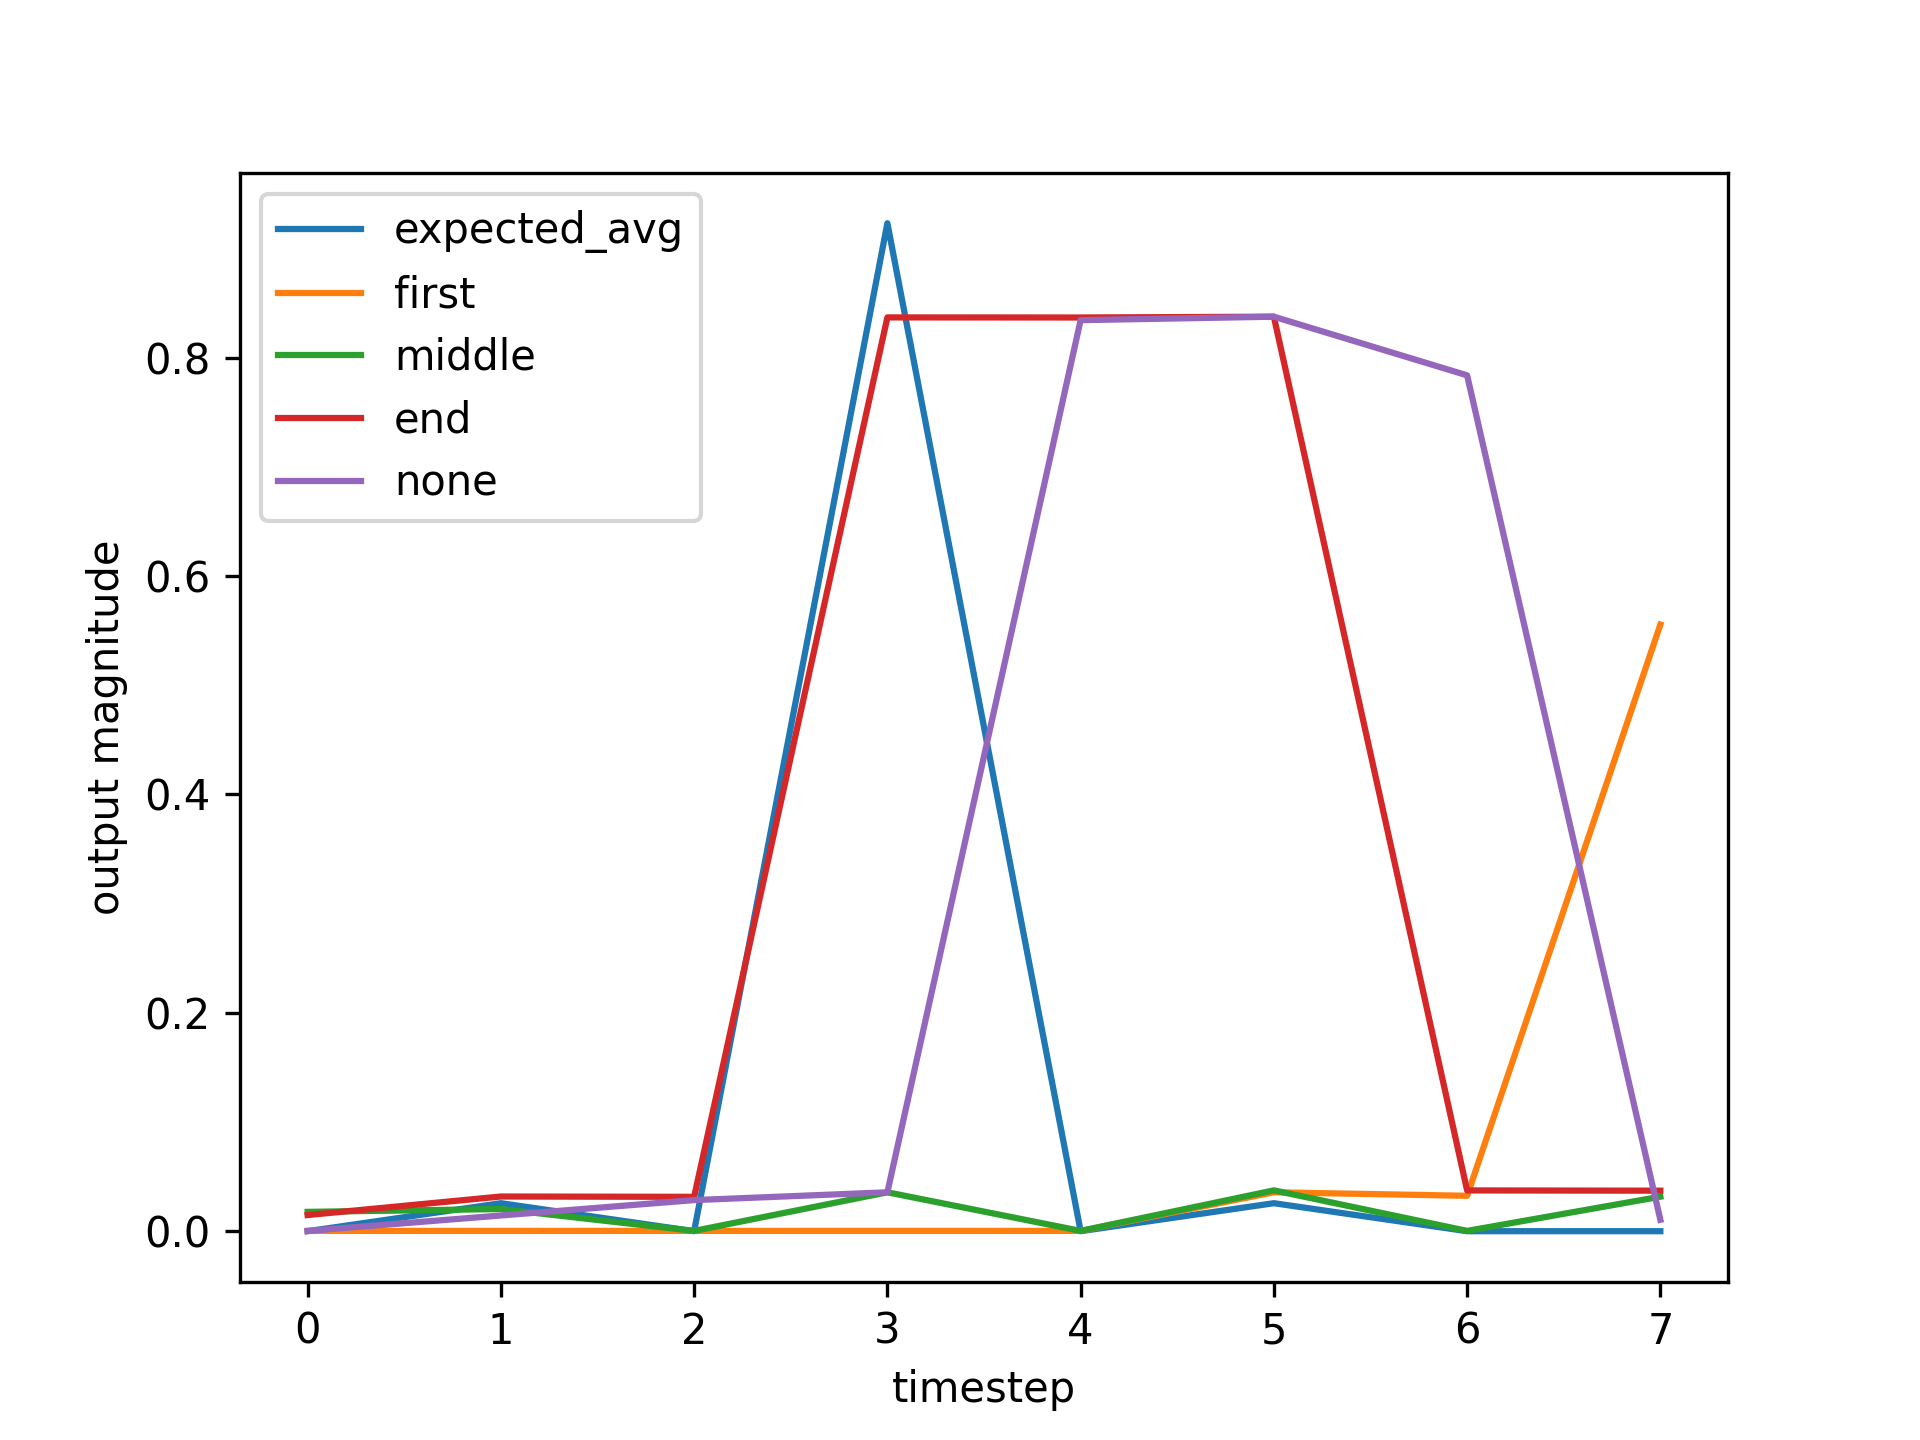 expected_avg
first
middle
end
none
output magnitude
0.8
0.6
0.4
0.2
0.0
0 1 2 3 4 5 6 7
timestep